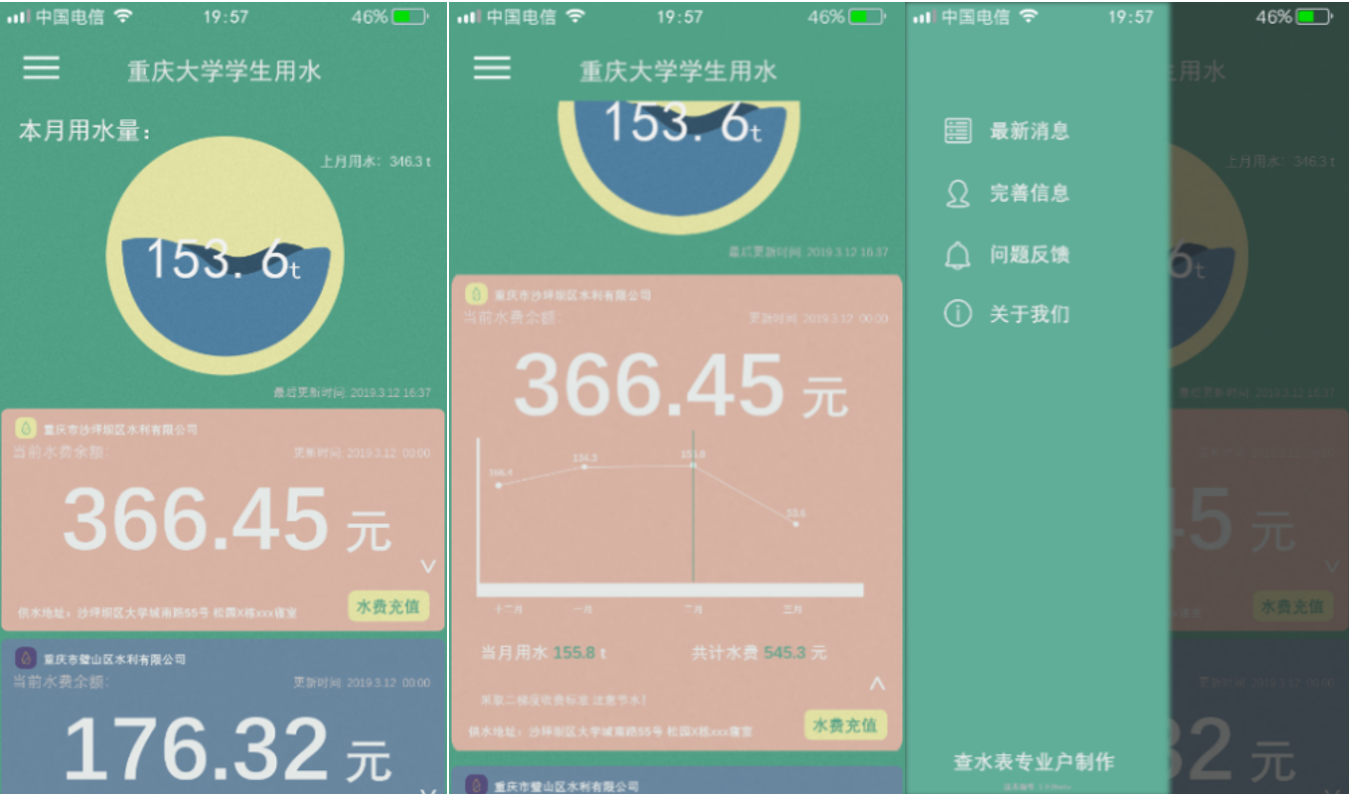 中国电信 19:57 46%
重庆大学学生用水
本月用水量:
上月用水: 346.3 t
153.6t
最后更新时间: 2019.3.12 16:37
重庆市沙坪坝区水利有限公司
当前水费余额:
更新时间: 2019.3.12 00:00
366.45 元
供水地址: 沙坪坝区大学城南路55号 松园X栋xxx寝室
水费充值
重庆市璧山区水利有限公司
当前水费余额:
更新时间: 2019.3.12 00:00
176.32 元
中国电信 19:57 46%
重庆大学学生用水
153.6t
最后更新时间: 2019.3.12 16:37
重庆市沙坪坝区水利有限公司
当前水费余额:
更新时间: 2019.3.12 00:00
366.45 元
134.3
十二月 一月 二月 三月
当月用水 155.8 t 共计水费 545.3 元
采取二梯度收费标准 注意节水!
供水地址: 沙坪坝区大学城南路55号 松园X栋xxx寝室
水费充值
重庆市璧山区水利有限公司
中国电信 19:57 46%
生用水
上月用水: 346.3 t
最新消息
完善信息
问题反馈
关于我们
6t
最后更新时间: 2019.3.12 16:37
45 元
水费充值
32 元
查水表专业户制作